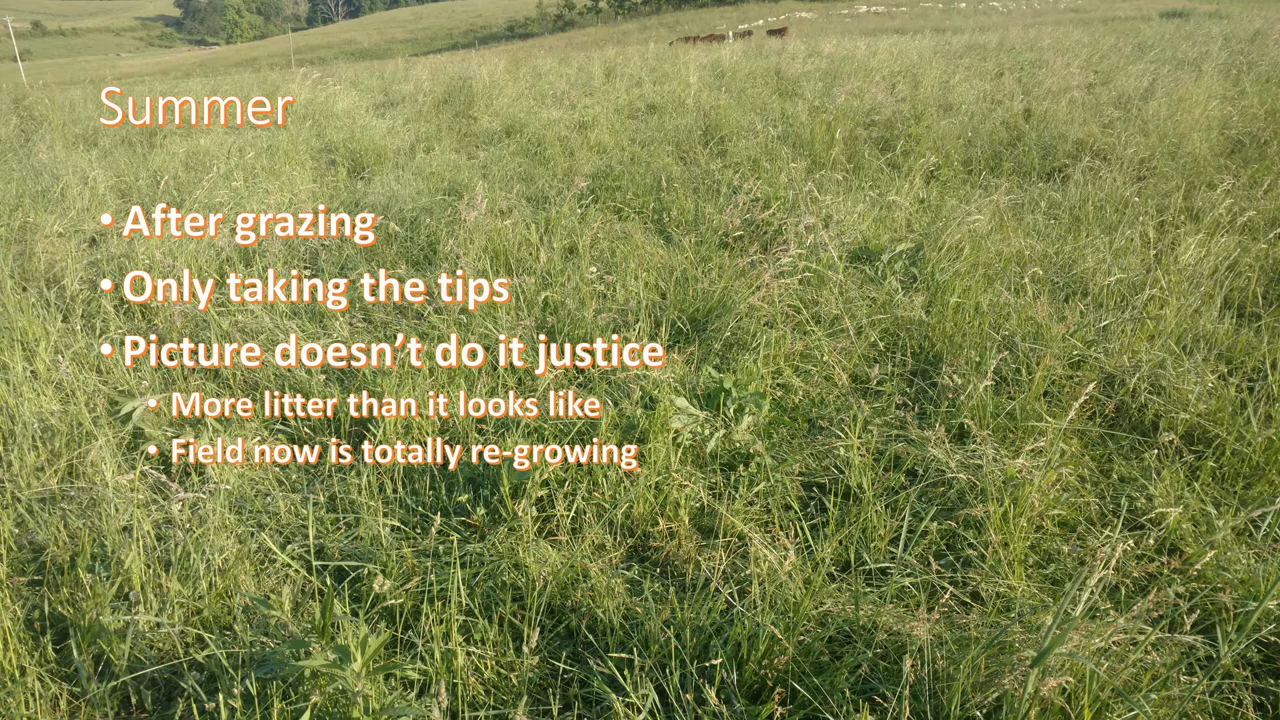 Summer
• After grazing
• Only taking the tips
• Picture doesn’t do it justice
• More litter than it looks like
• Field now is totally re-growing